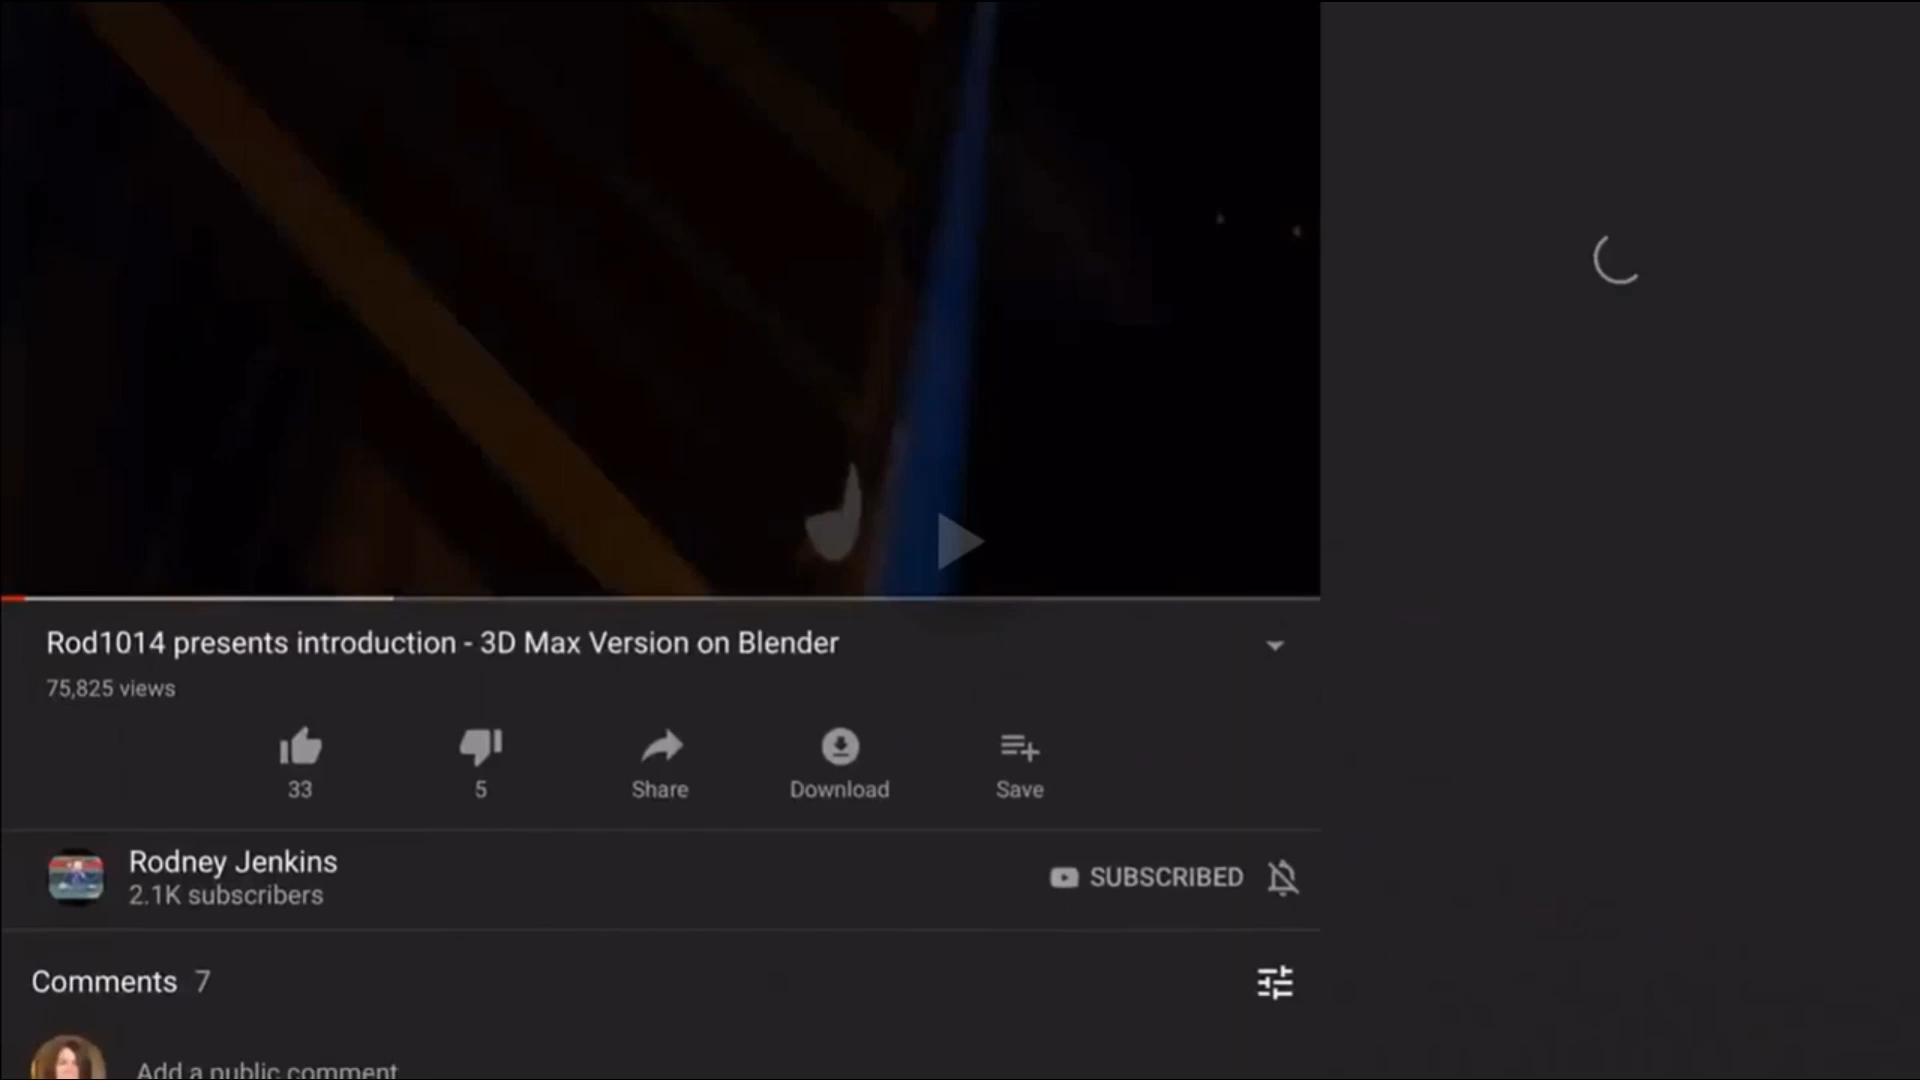 Rod1014 presents introduction - 3D Max Version on Blender
75,825 views
33
5
Share
Download
Save
Rodney Jenkins
2.1K subscribers
SUBSCRIBED
Comments 7
Add a public comment